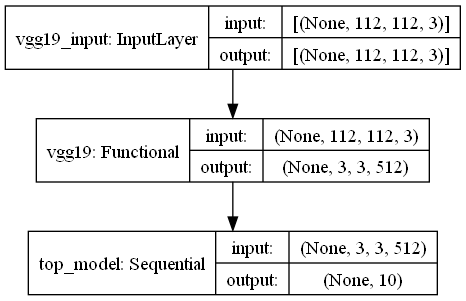 vgg19_input: InputLayer
input: [(None, 112, 112, 3)]
output: [(None, 112, 112, 3)]
vgg19: Functional
input: (None, 112, 112, 3)
output: (None, 3, 3, 512)
top_model: Sequential
input: (None, 3, 3, 512)
output: (None, 10)